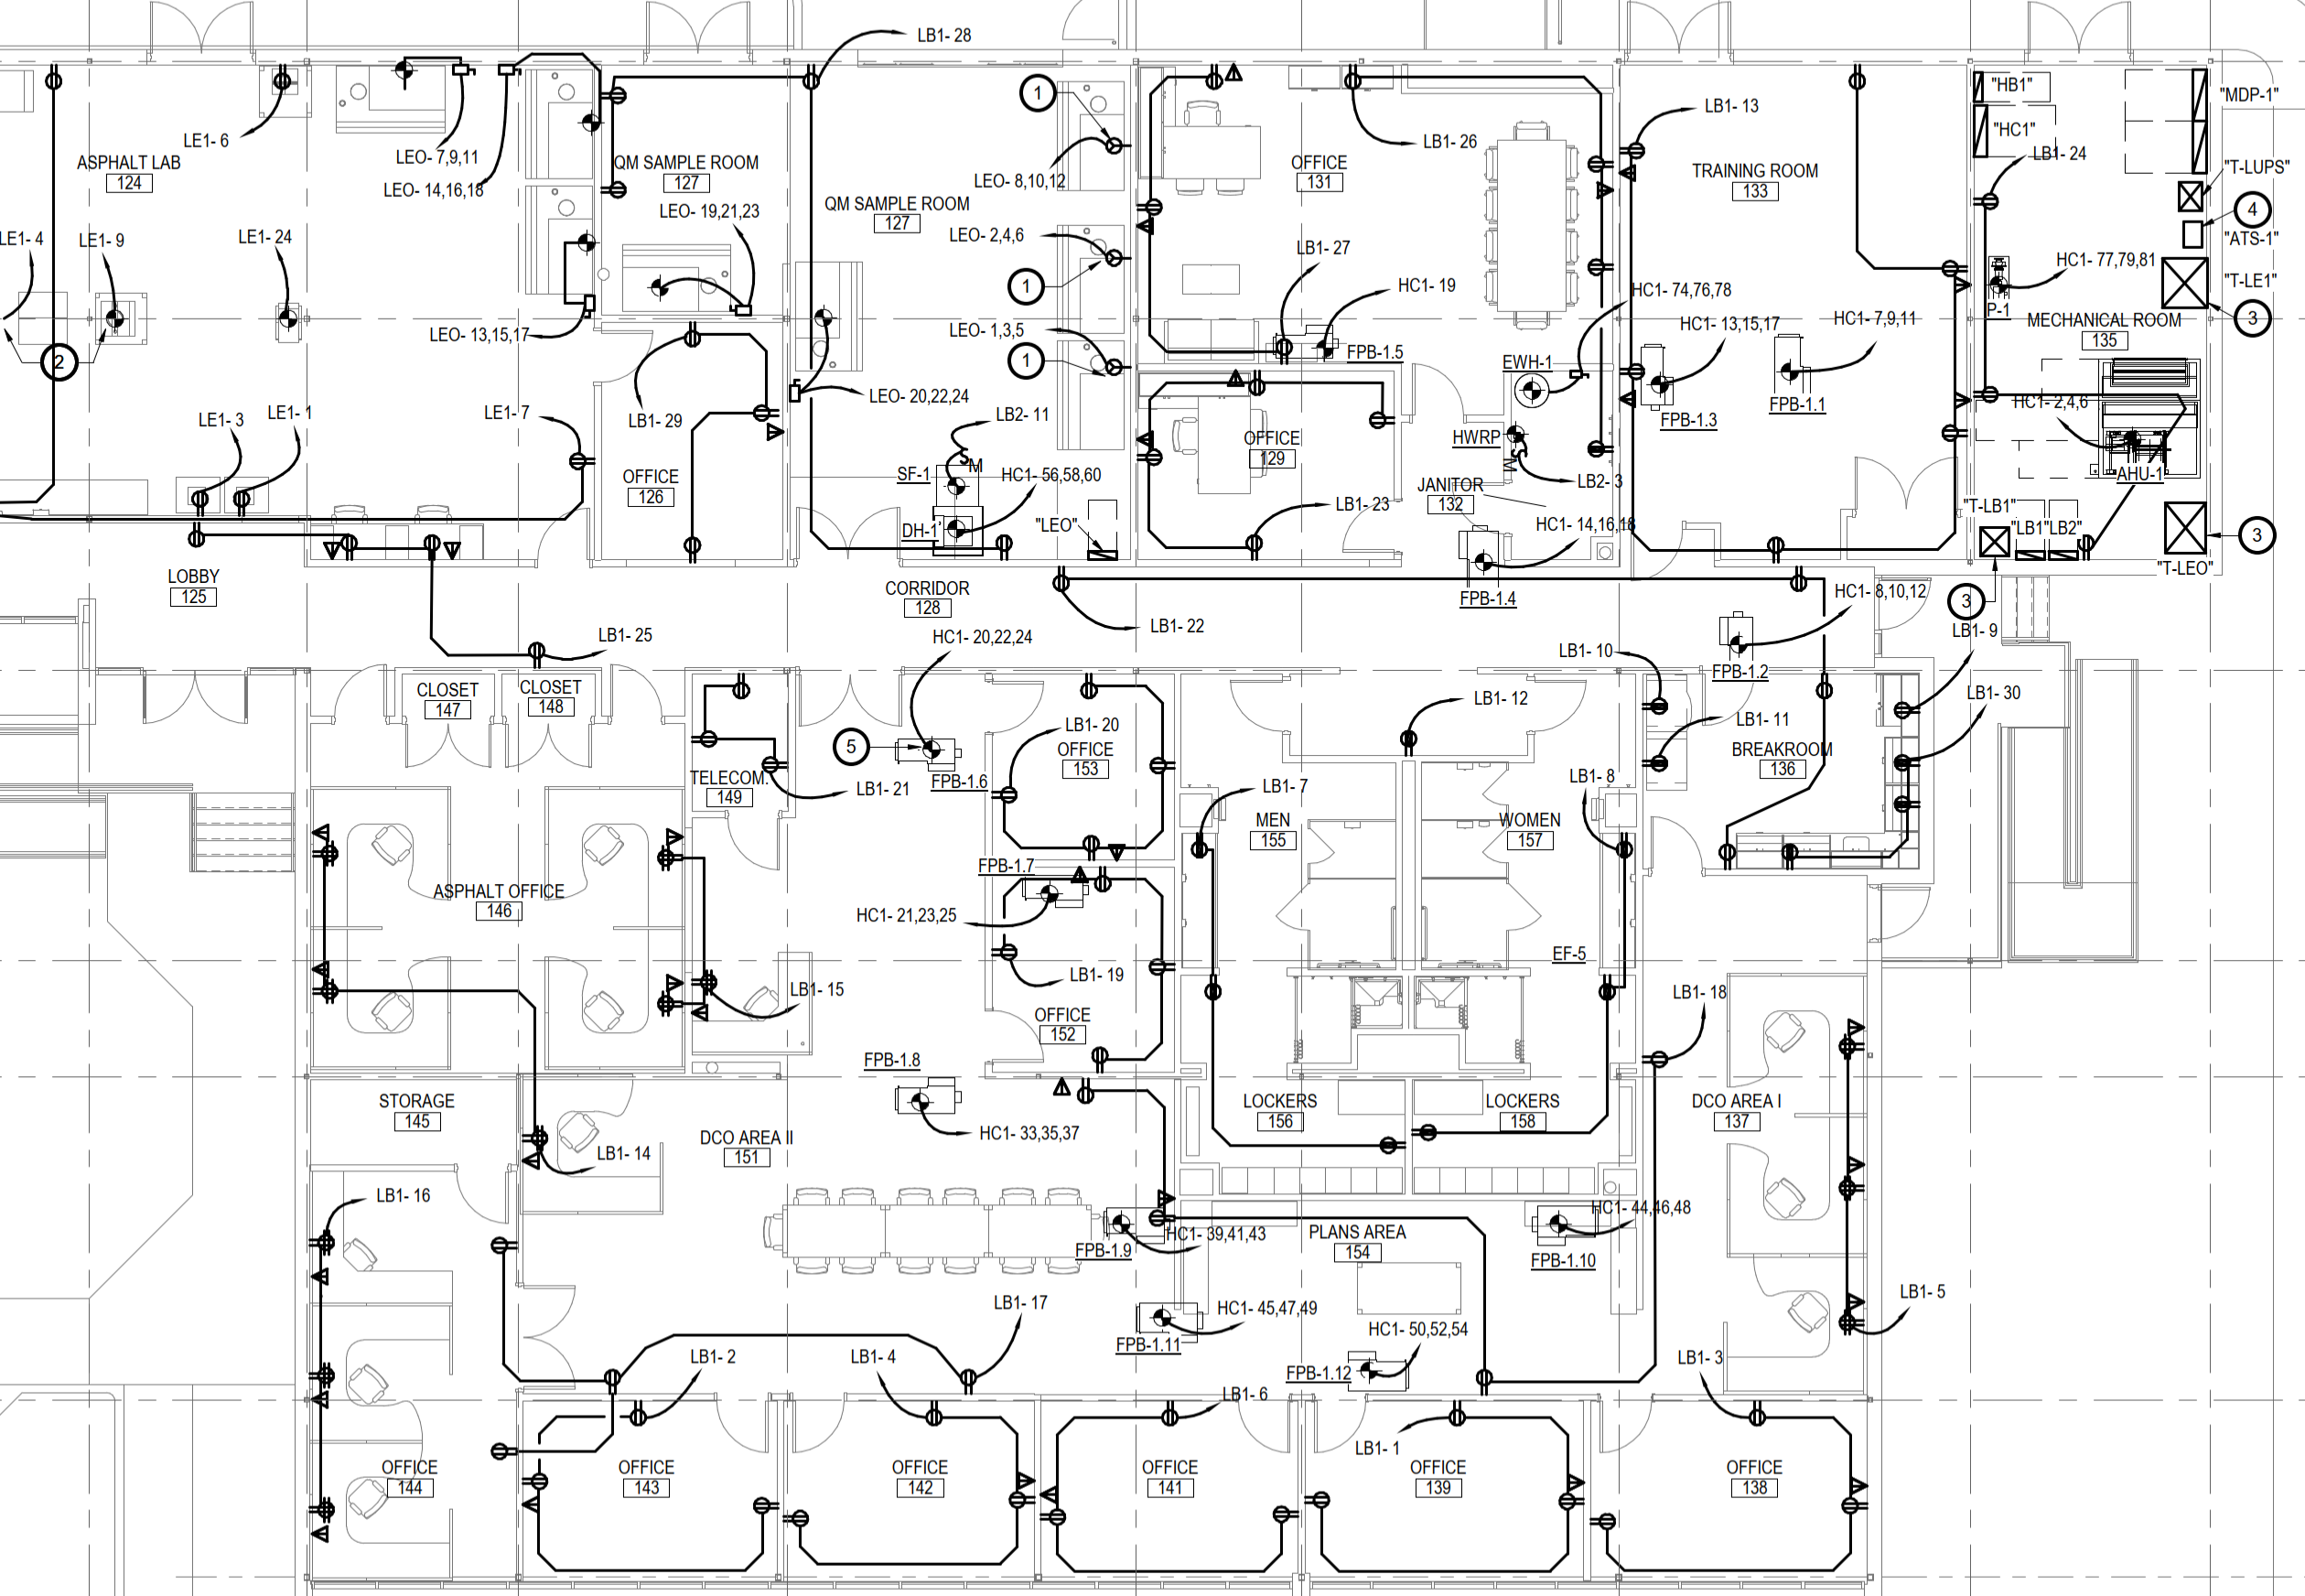 LB1- 28
"HB1"
"MDP-1"
1
LB1- 13
LE1- 6
"HC1"
LB1- 26
LEO- 7,9,11
LB1- 24
ASPHALT LAB
124
QM SAMPLE ROOM
127
OFFICE
131
TRAINING ROOM
133
"T-LUPS"
LEO- 14,16,18
LEO- 8,10,12
QM SAMPLE ROOM
127
LEO- 19,21,23
4
LE1- 4
LE1- 9
LE1- 24
LEO- 2,4,6
"ATS-1"
LB1- 27
HC1- 77,79,81
1
HC1- 19
HC1- 74,76,78
"T-LE1"
P-1
LEO- 13,15,17
LEO- 1,3,5
HC1- 13,15,17
HC1- 7,9,11
3
MECHANICAL ROOM
135
2
1
FPB-1.5
EWH-1
LEO- 20,22,24
FPB-1.1
HC1- 2,4,6
LE1- 3
LE1- 1
LE1- 7
LB1- 29
LB2- 11
FPB-1.3
OFFICE
129
HWRP
SF-1
M
M
HC1- 56,58,60
OFFICE
126
AHU-1
JANITOR
132
LB2- 3
LB1- 23
"T-LB1"
DH-1
"LEO"
HC1- 14,16,18
"LB1"
LB2"
3
"T-LEO"
LOBBY
125
CORRIDOR
128
FPB-1.4
HC1- 8,10,12
3
LB1- 25
HC1- 20,22,24
LB1- 22
LB1- 10
LB1- 9
FPB-1.2
CLOSET
147
CLOSET
148
LB1- 12
LB1- 30
LB1- 20
LB1- 11
5
OFFICE
153
BREAKROOM
136
TELECOM.
149
FPB-1.6
LB1- 21
LB1- 7
LB1- 8
MEN
155
WOMEN
157
FPB-1.7
ASPHALT OFFICE
146
HC1- 21,23,25
EF-5
LB1- 19
LB1- 15
LB1- 18
OFFICE
152
FPB-1.8
STORAGE
145
LOCKERS
156
LOCKERS
158
DCO AREA I
137
DCO AREA II
151
HC1- 33,35,37
LB1- 14
LB1- 16
HC1- 44,46,48
HC1- 39,41,43
PLANS AREA
154
FPB-1.9
FPB-1.10
LB1- 17
HC1- 45,47,49
LB1- 5
HC1- 50,52,54
FPB-1.11
LB1- 2
LB1- 4
FPB-1.12
LB1- 3
LB1- 6
LB1- 1
OFFICE
144
OFFICE
143
OFFICE
142
OFFICE
141
OFFICE
139
OFFICE
138